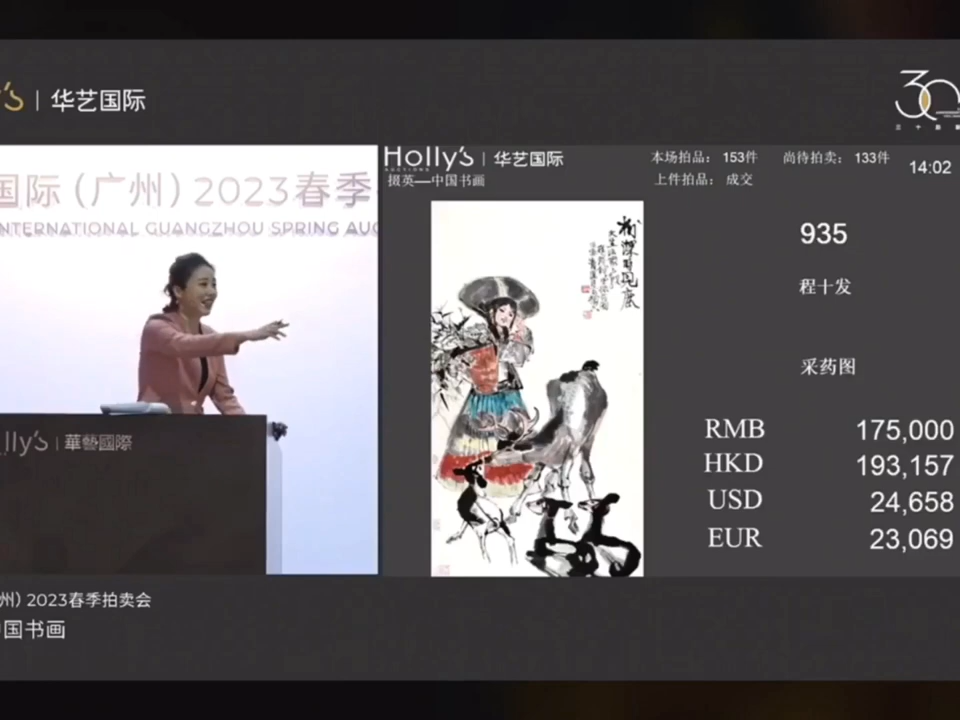 's | 华艺国际
30
国际（广州）2023春季
INTERNATIONAL GUANGZHOU SPRING AUC
lly's | 華藝國際
Holly's | 华艺国际
AUCTIONS
撷英—中国书画
本场拍品： 153件 尚待拍卖： 133件
上件拍品： 成交
14:02
935
程十发
采药图
RMB 175,000
HKD 193,157
USD 24,658
EUR 23,069
州）2023春季拍卖会
中国书画